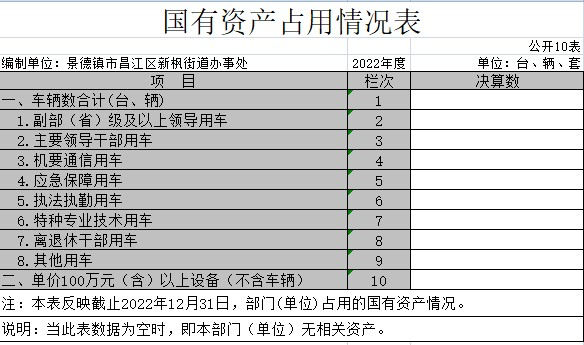 国有资产占用情况表
公开10表
编制单位：景德镇市昌江区新枫街道办事处 2022年度 单位：台、辆、套
项 目 栏次 决算数
一、车辆数合计(台、辆) 1
1.副部（省）级及以上领导用车 2
2.主要领导干部用车 3
3.机要通信用车 4
4.应急保障用车 5
5.执法执勤用车 6
6.特种专业技术用车 7
7.离退休干部用车 8
8.其他用车 9
二、单价100万元（含）以上设备（不含车辆） 10
注：本表反映截止2022年12月31日，部门(单位)占用的国有资产情况。
说明：当此表数据为空时，即本部门（单位）无相关资产。